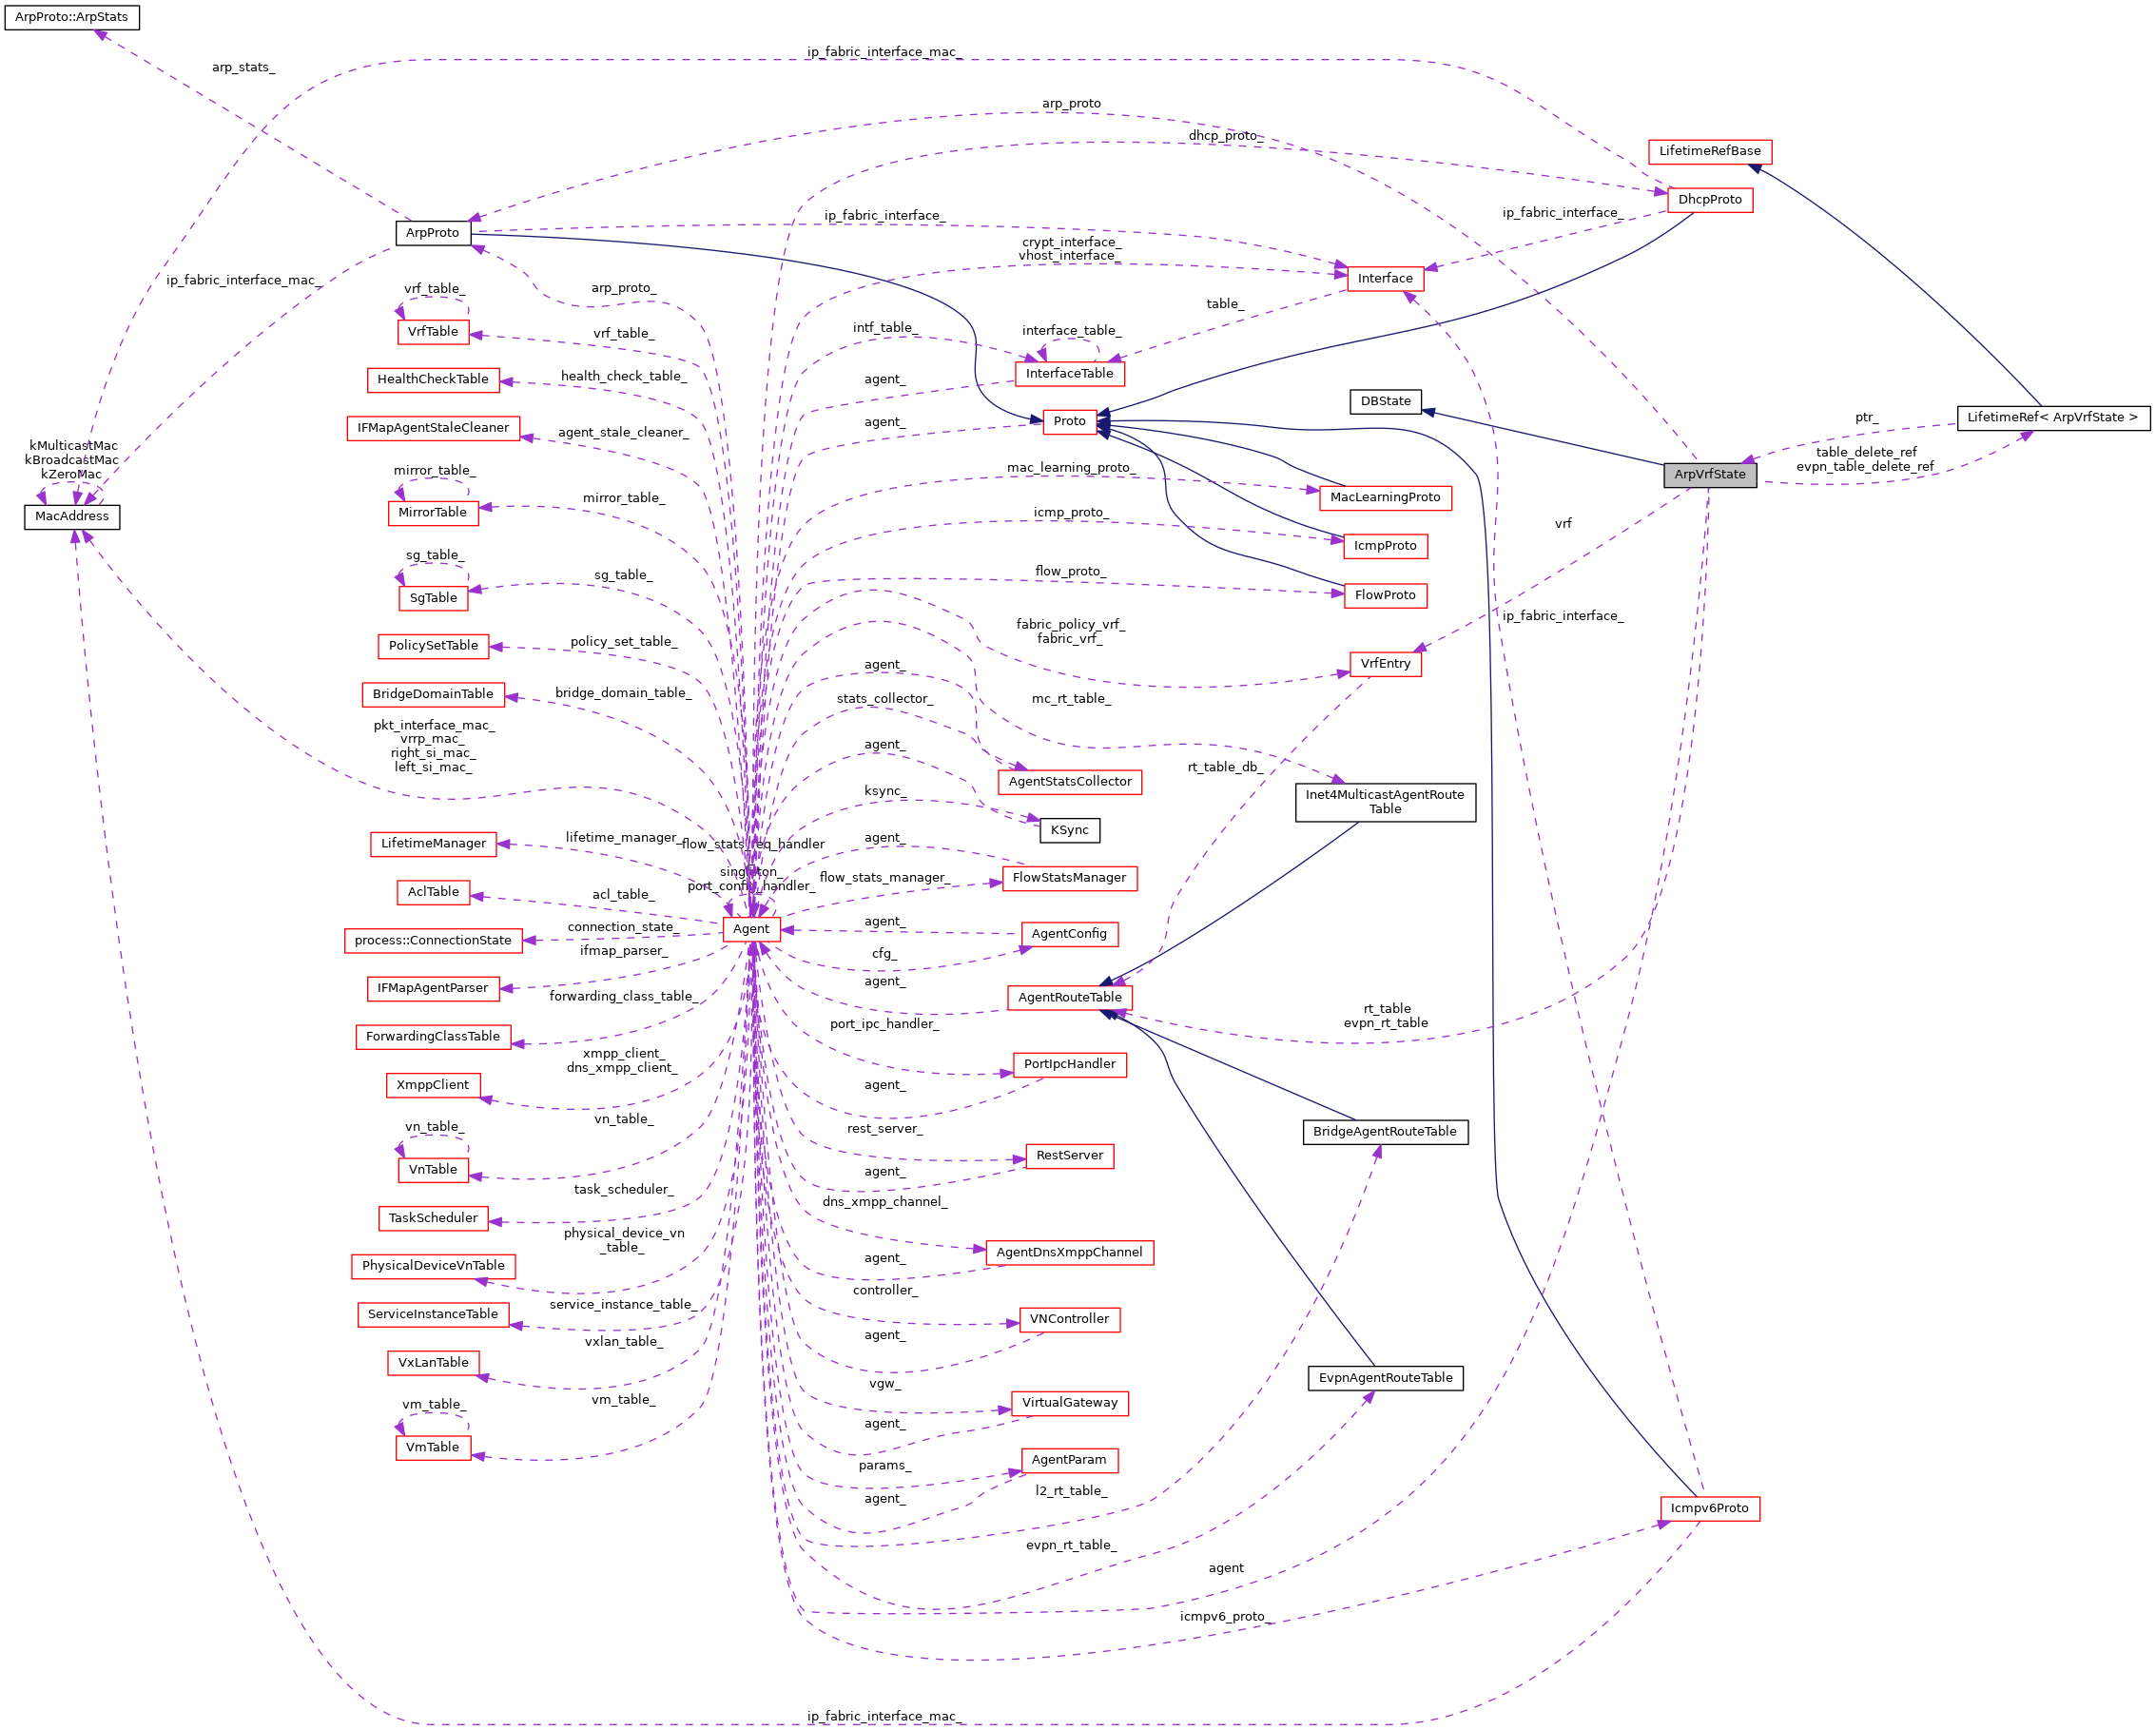 ArpProto::ArpStats
ip_fabric_interface_mac_
arp_stats_
arp_proto
dhcp_proto_
LifetimeRefBase
DhcpProto
ip_fabric_interface_
ip_fabric_interface_
ArpProto
crypt_interface_
vhost_interface_
Interface
ip_fabric_interface_mac_
arp_proto_
vrf_table_
table_
VrfTable
vrf_table_
intf_table_
interface_table_
InterfaceTable
HealthCheckTable
health_check_table_
agent_
DBState
Proto
agent_
LifetimeRef< ArpVrfState >
ptr_
IFMapAgentStaleCleaner
agent_stale_cleaner_
kMulticastMac
kBroadcastMac
kZeroMac
table_delete_ref
evpn_table_delete_ref
mirror_table_
mac_learning_proto_
ArpVrfState
MacLearningProto
mirror_table_
MirrorTable
MacAddress
icmp_proto_
vrf
IcmpProto
sg_table_
sg_table_
flow_proto_
SgTable
FlowProto
ip_fabric_interface_
fabric_policy_vrf_
fabric_vrf_
PolicySetTable
policy_set_table_
VrfEntry
agent_
BridgeDomainTable
bridge_domain_table_
stats_collector_
mc_rt_table_
pkt_interface_mac_
vrrp_mac_
right_si_mac_
left_si_mac_
agent_
rt_table_db_
AgentStatsCollector
ksync_
Inet4MulticastAgentRoute
Table
KSync
LifetimeManager
lifetime_manager_
agent_
singleton_
port_config_handler_
flow_stats_manager_
FlowStatsManager
AclTable
acl_table_
Agent
agent_
AgentConfig
process::ConnectionState
connection_state_
ifmap_parser_
cfg_
agent_
IFMapAgentParser
forwarding_class_table_
AgentRouteTable
rt_table
evpn_rt_table
port_ipc_handler_
ForwardingClassTable
xmpp_client_
dns_xmpp_client_
PortIpcHandler
XmppClient
agent_
vn_table_
vn_table_
rest_server_
BridgeAgentRouteTable
RestServer
VnTable
agent_
task_scheduler_
dns_xmpp_channel_
TaskScheduler
physical_device_vn
_table_
AgentDnsXmppChannel
PhysicalDeviceVnTable
agent_
controller_
service_instance_table_
ServiceInstanceTable
VNController
vxlan_table_
agent_
VxLanTable
EvpnAgentRouteTable
vgw_
vm_table_
vm_table_
VirtualGateway
agent_
VmTable
AgentParam
params_
l2_rt_table_
agent_
Icmpv6Proto
evpn_rt_table_
agent
icmpv6_proto_
ip_fabric_interface_mac_